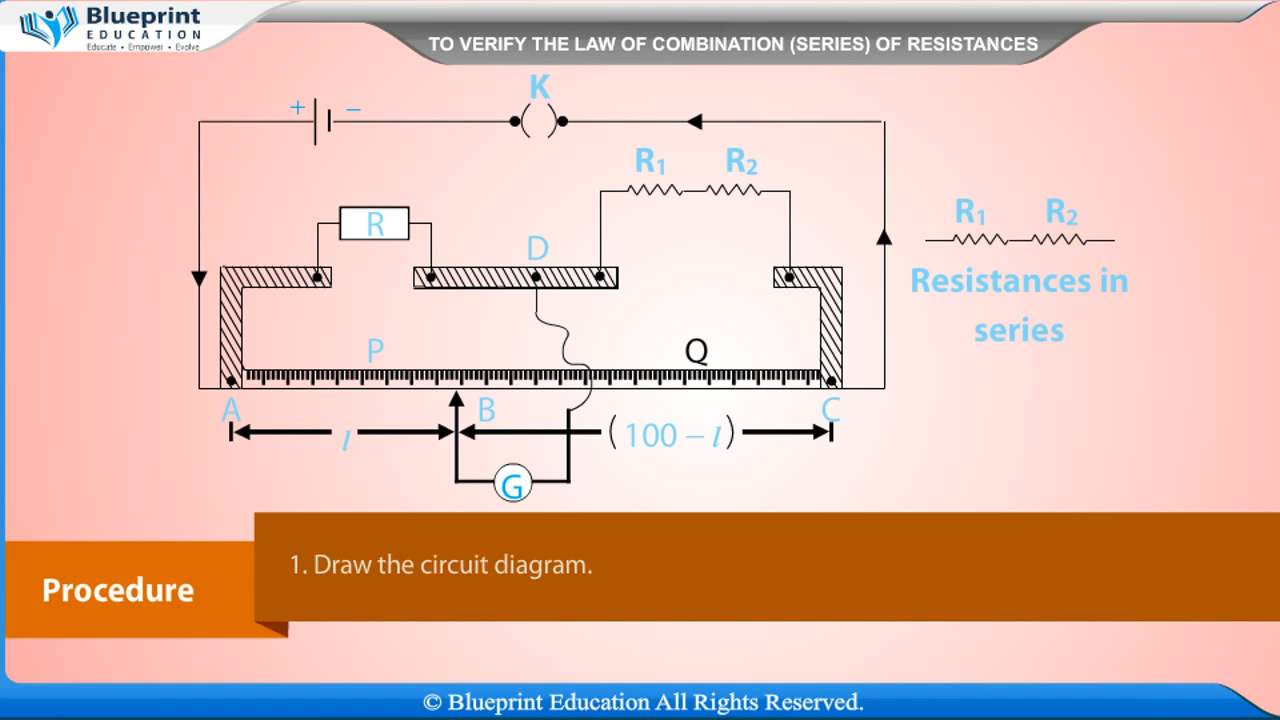 Blueprint
EDUCATION
Educate • Empower • Evolve
TO VERIFY THE LAW OF COMBINATION (SERIES) OF RESISTANCES
K
+ −
R₁ R₂
R
D
R₁ R₂
Resistances in
series
P Q
A B C
l (100 − l)
G
Procedure
1. Draw the circuit diagram.
© Blueprint Education All Rights Reserved.